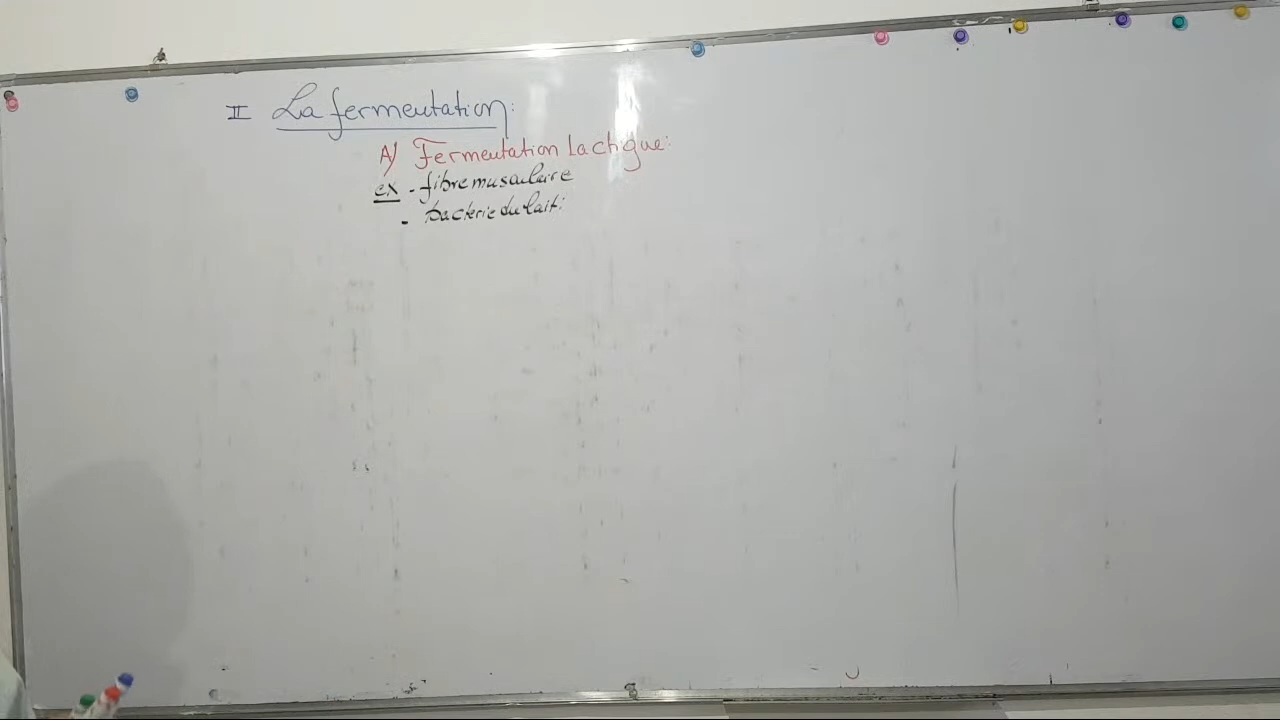 II La fermentation:
A) Fermentation Lactique:
ex - fibre musculaire
- bacterie du lait: